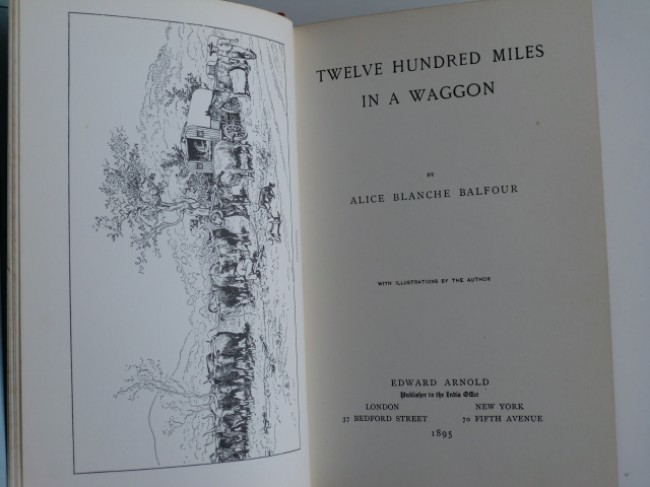 TWELVE HUNDRED MILES
IN A WAGGON
BY
ALICE BLANCHE BALFOUR
WITH ILLUSTRATIONS BY THE AUTHOR
EDWARD ARNOLD
Publisher to the India Office
LONDON NEW YORK
37 BEDFORD STREET 70 FIFTH AVENUE
1895